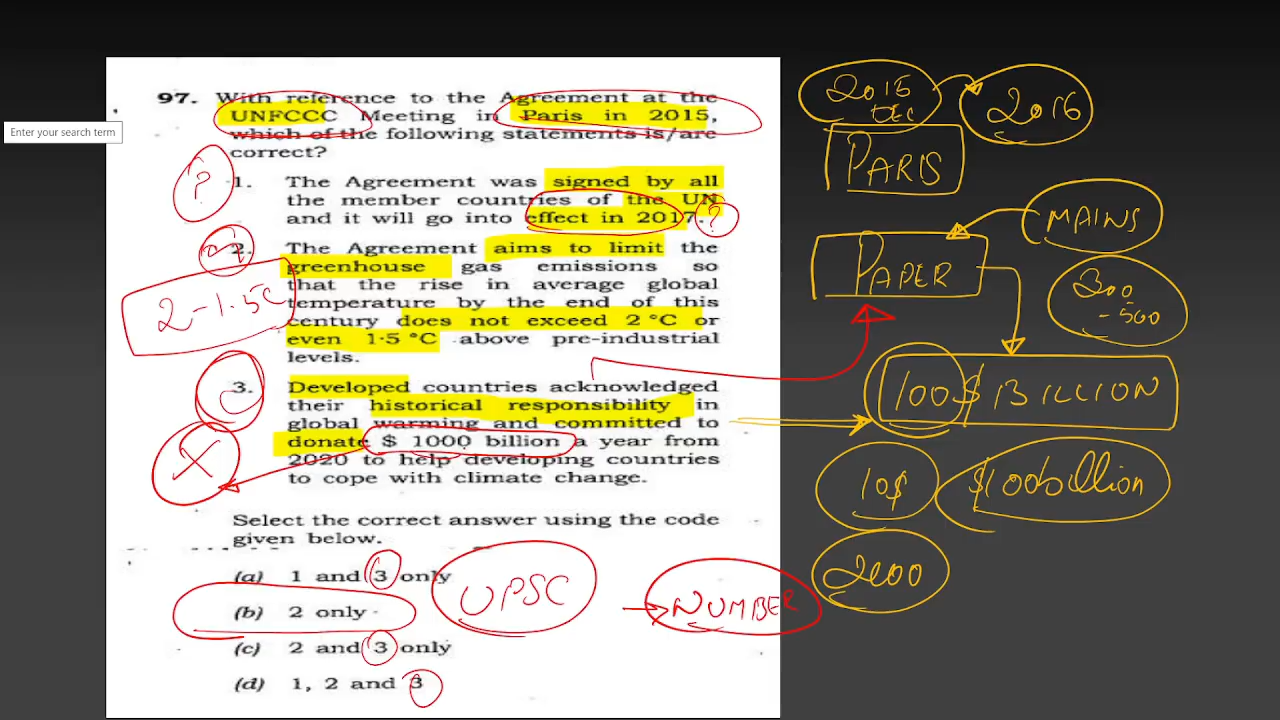 97. With reference to the Agreement at the
UNFCCC Meeting in Paris in 2015,
which of the following statements is/are
correct?
1. The Agreement was signed by all
the member countries of the UN
and it will go into effect in 2017.
2. The Agreement aims to limit the
greenhouse gas emissions so
that the rise in average global
temperature by the end of this
century does not exceed 2 °C or
even 1·5 °C above pre-industrial
levels.
3. Developed countries acknowledged
their historical responsibility in
global warming and committed to
donate $ 1000 billion a year from
2020 to help developing countries
to cope with climate change.
Select the correct answer using the code
given below.
(a) 1 and 3 only
(b) 2 only
(c) 2 and 3 only
(d) 1, 2 and 3
Enter your search term
?
?
2-1.5C
X
UPSC
NUMBER
2015
DEC
2016
PARIS
MAINS
PAPER
300
-500
100 $ BILLION
10$
$100billion
2000